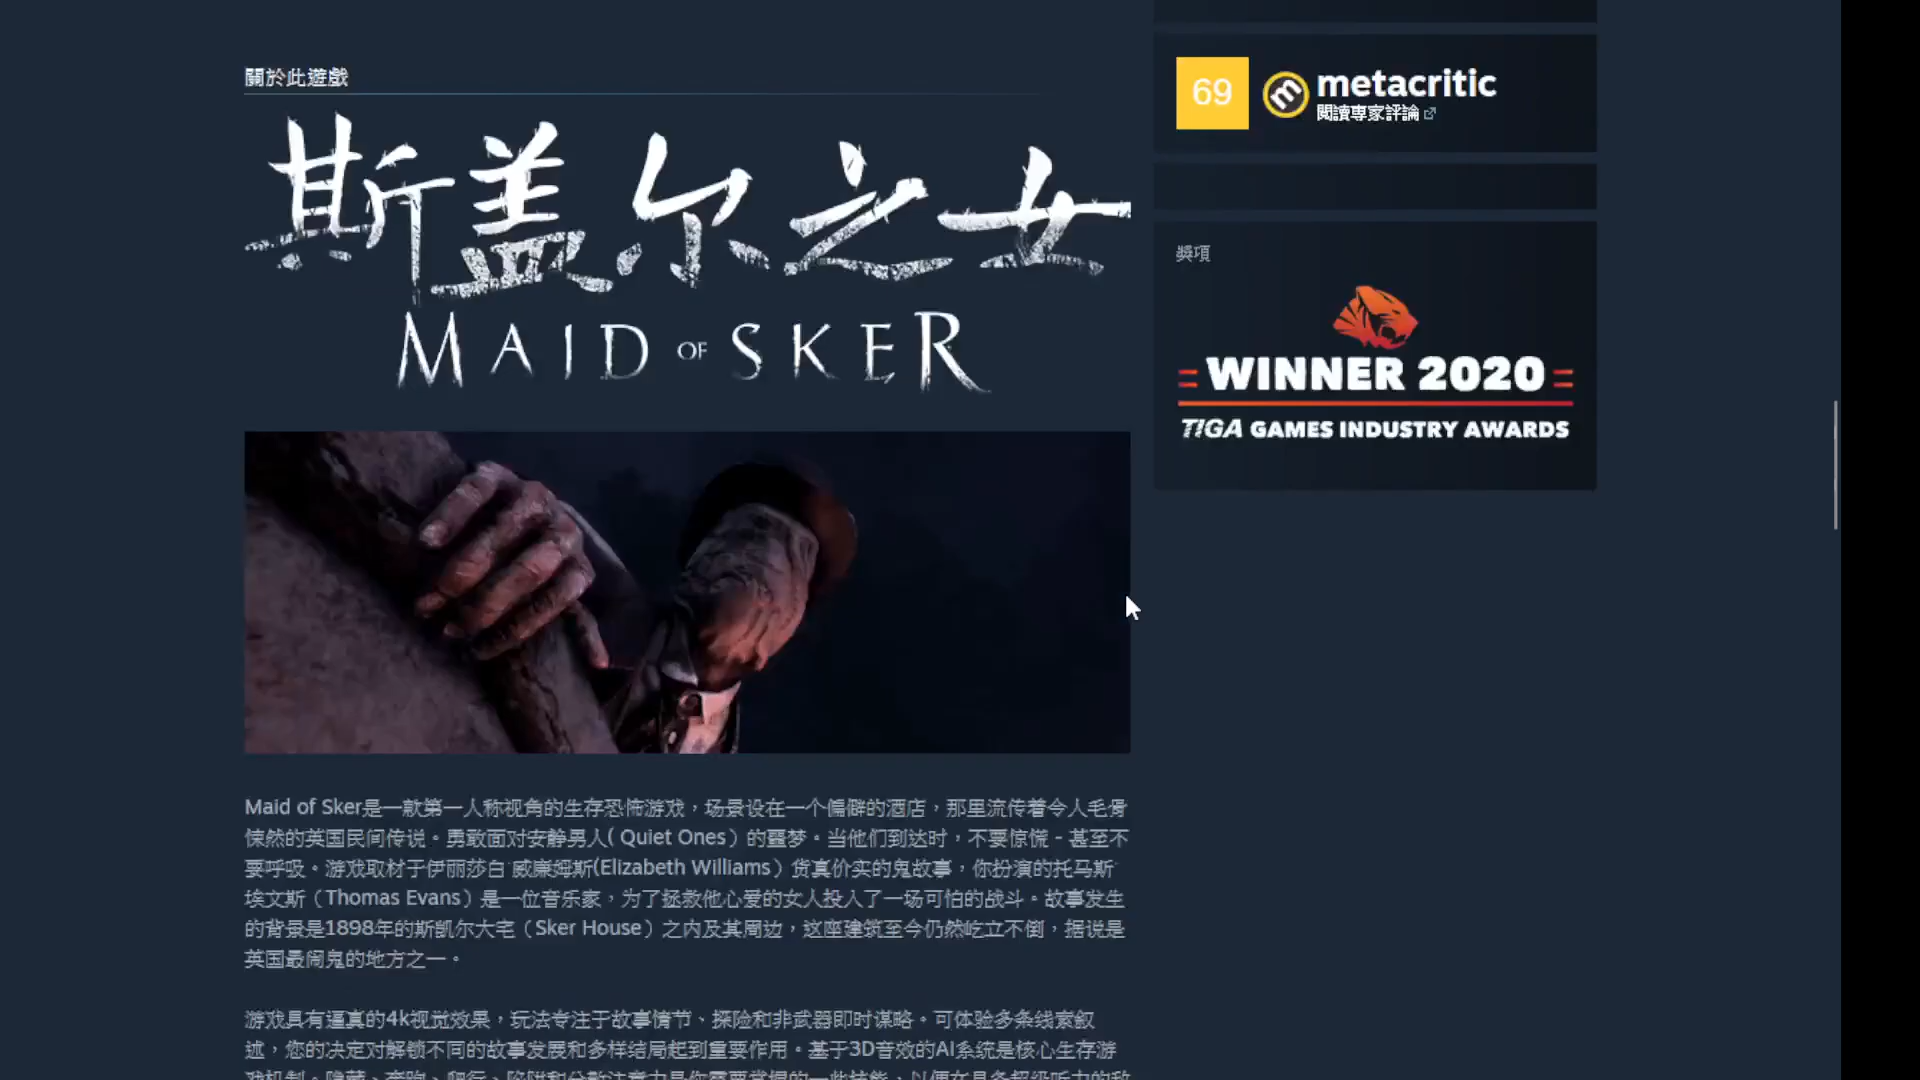 關於此遊戲
斯盖尔之女
MAID OF SKER
69
metacritic
閱讀專家評論
獎項
WINNER 2020
TIGA GAMES INDUSTRY AWARDS
Maid of Sker是一款第一人称视角的生存恐怖游戏，场景设在一个偏僻的酒店，那里流传着令人毛骨
悚然的英国民间传说。勇敢面对安静男人( Quiet Ones）的噩梦。当他们到达时，不要惊慌 - 甚至不
要呼吸。游戏取材于伊丽莎白·威廉姆斯(Elizabeth Williams）货真价实的鬼故事，你扮演的托马斯·
埃文斯（Thomas Evans）是一位音乐家，为了拯救他心爱的女人投入了一场可怕的战斗。故事发生
的背景是1898年的斯凯尔大宅（Sker House）之内及其周边，这座建筑至今仍然屹立不倒，据说是
英国最闹鬼的地方之一。
游戏具有逼真的4k视觉效果，玩法专注于故事情节、探险和非武器即时谋略。可体验多条线索叙
述，您的决定对解锁不同的故事发展和多样结局起到重要作用。基于3D音效的AI系统是核心生存游